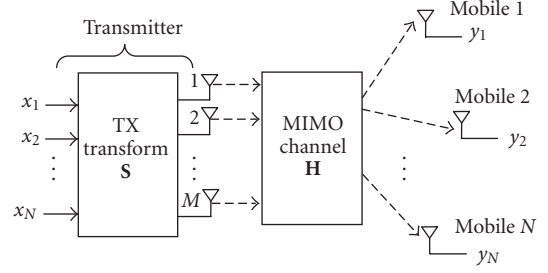 Transmitter
Mobile 1
y1
x1
x2
⋮
xN
TX
transform
S
1
2
⋮
M
MIMO
channel
H
Mobile 2
y2
⋮
Mobile N
yN